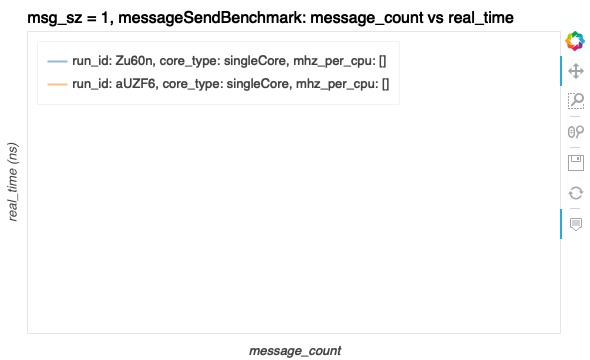 msg_sz = 1, messageSendBenchmark: message_count vs real_time
run_id: Zu60n, core_type: singleCore, mhz_per_cpu: []
run_id: aUZF6, core_type: singleCore, mhz_per_cpu: []
real_time (ns)
message_count